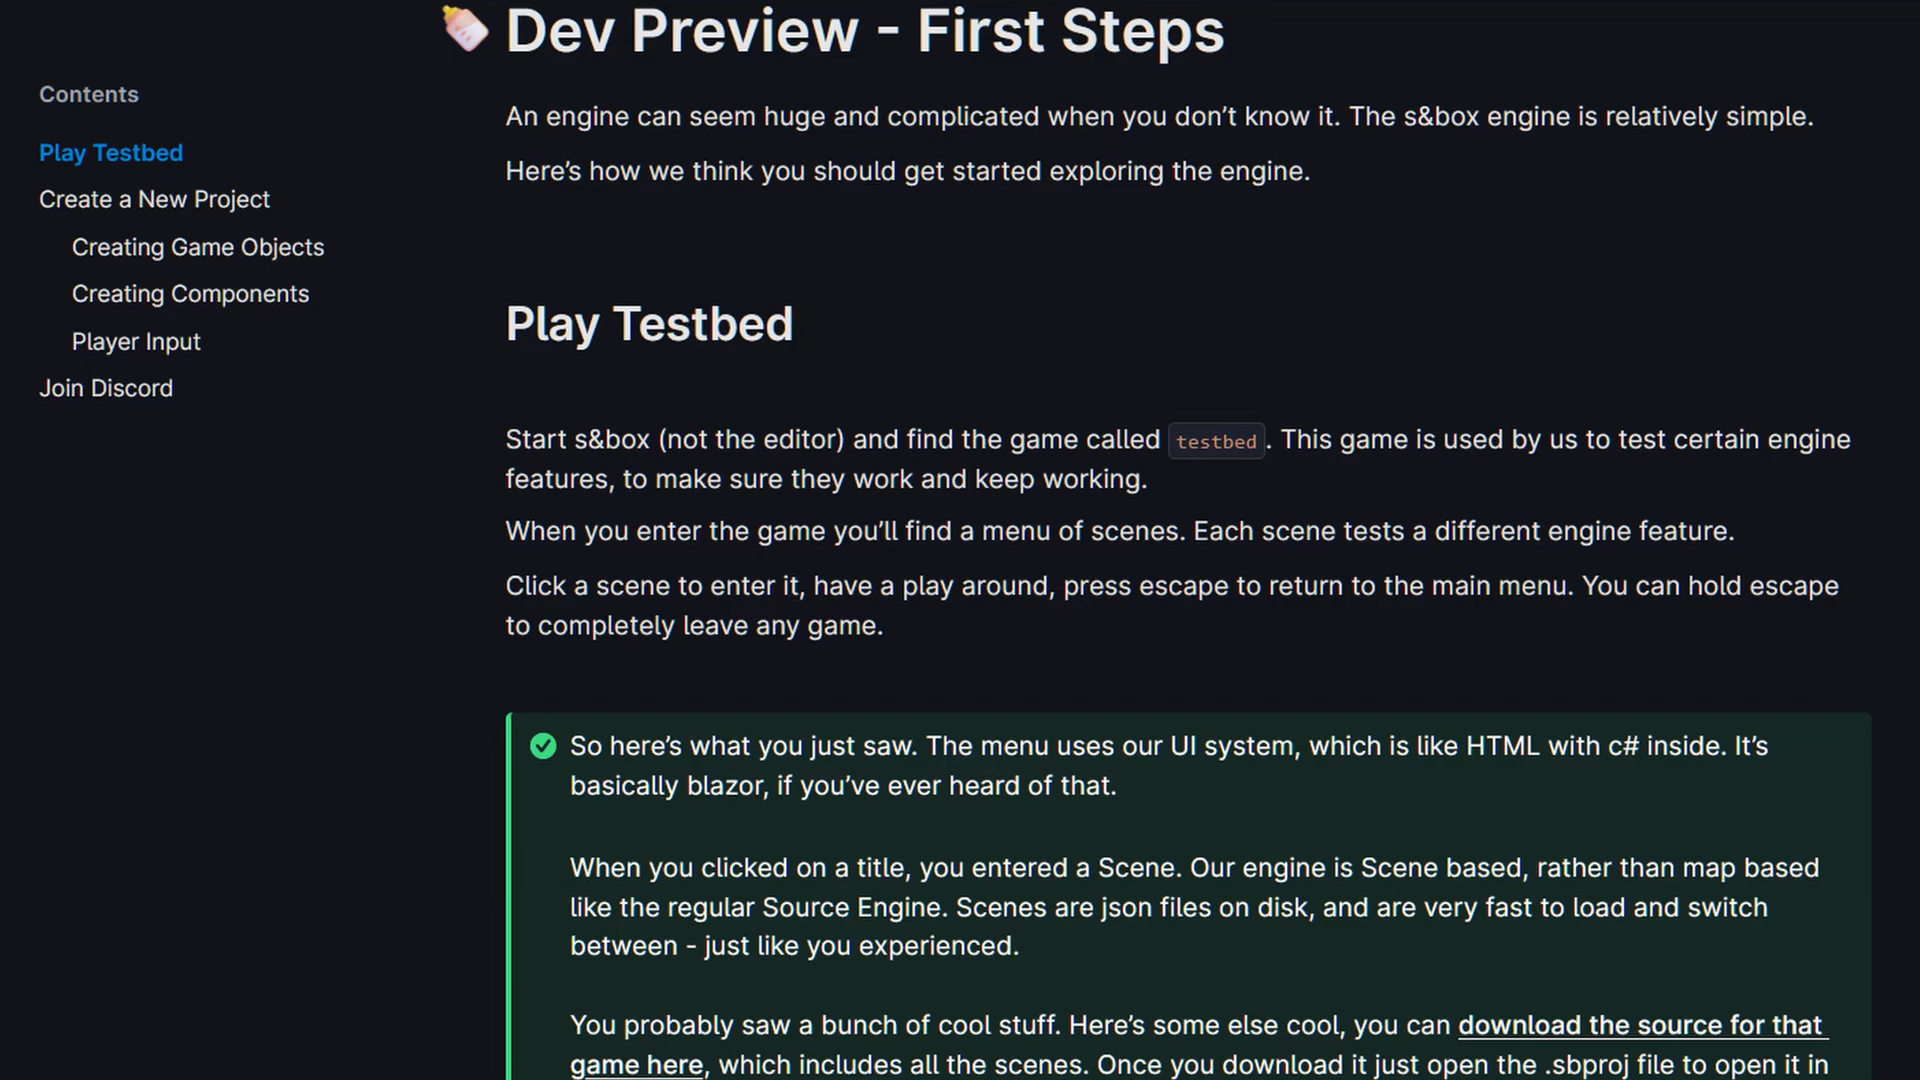 Dev Preview - First Steps
Contents
Play Testbed
Create a New Project
Creating Game Objects
Creating Components
Player Input
Join Discord
An engine can seem huge and complicated when you don’t know it. The s&box engine is relatively simple.
Here’s how we think you should get started exploring the engine.
Play Testbed
Start s&box (not the editor) and find the game called testbed. This game is used by us to test certain engine
features, to make sure they work and keep working.
When you enter the game you’ll find a menu of scenes. Each scene tests a different engine feature.
Click a scene to enter it, have a play around, press escape to return to the main menu. You can hold escape
to completely leave any game.
So here’s what you just saw. The menu uses our UI system, which is like HTML with c# inside. It’s
basically blazor, if you’ve ever heard of that.
When you clicked on a title, you entered a Scene. Our engine is Scene based, rather than map based
like the regular Source Engine. Scenes are json files on disk, and are very fast to load and switch
between - just like you experienced.
You probably saw a bunch of cool stuff. Here’s some else cool, you can download the source for that
game here, which includes all the scenes. Once you download it just open the .sbproj file to open it in